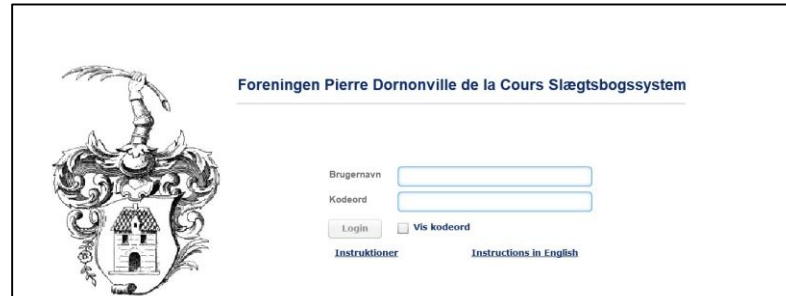 Foreningen Pierre Dornonville de la Cours Slægtsbogssystem
Brugernavn
Kodeord
Login Vis kodeord
Instruktioner Instructions in English